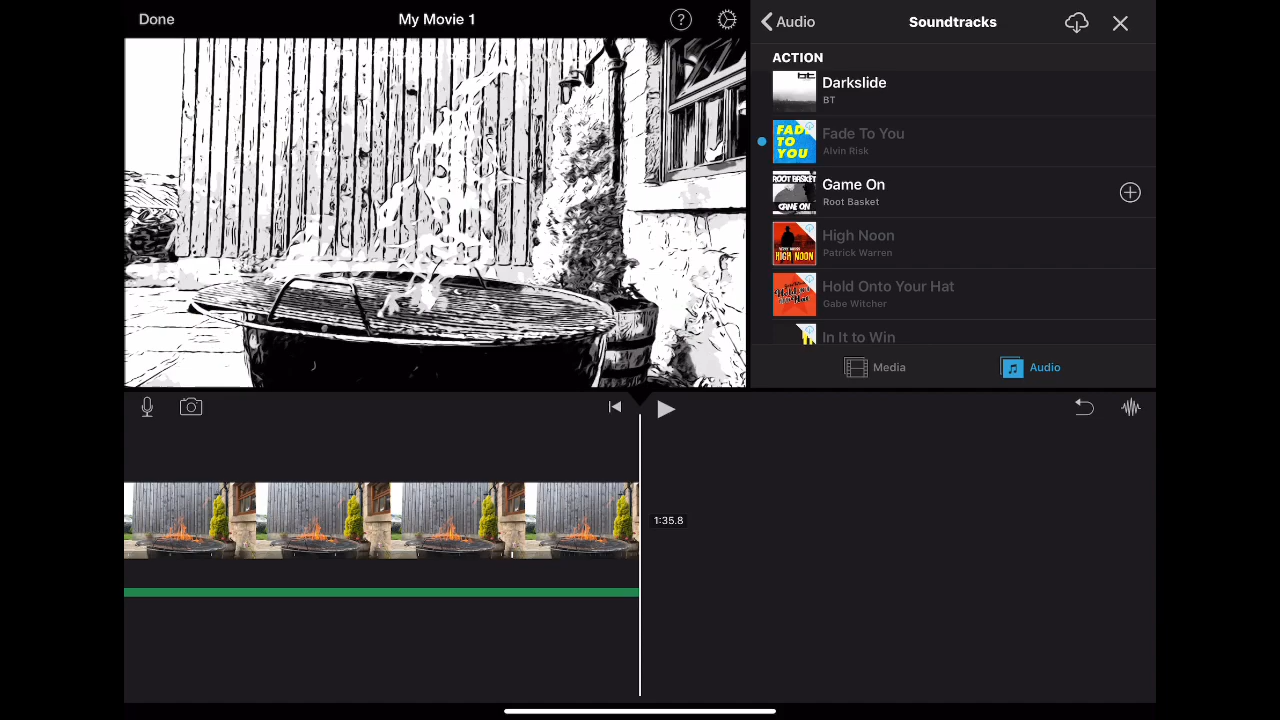 Done
My Movie 1
?
Audio
Soundtracks
ACTION
bt
Darkslide
BT
FADE
TO
YOU
Fade To You
Alvin Risk
ROOT BASKET
GAME ON
Game On
Root Basket
HIGH NOON
High Noon
Patrick Warren
Hold Onto Your Hat
Gabe Witcher
In It to Win
Media
Audio
1:35.8